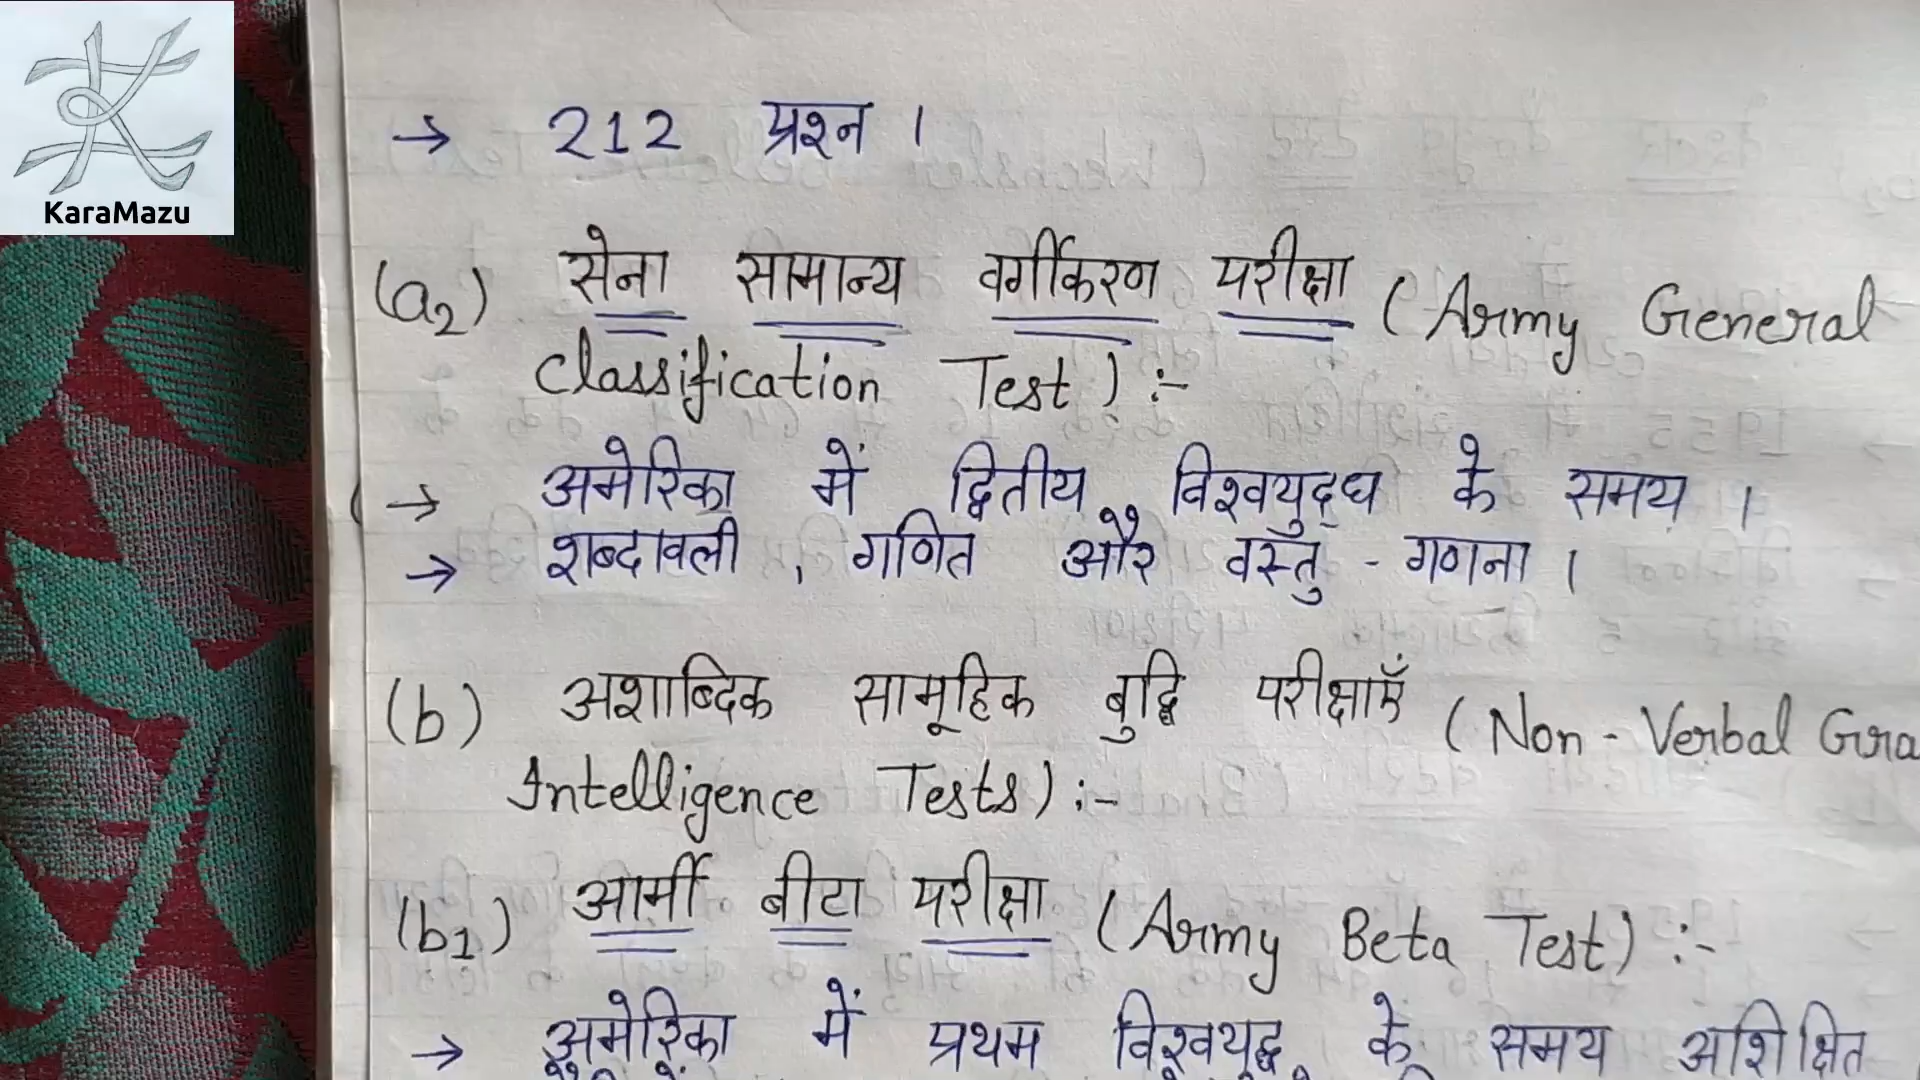 KaraMazu
→ 212 प्रश्न ।
(a2) सेना सामान्य वर्गीकरण परीक्षा (Army General
Classification Test) :-
→ अमेरिका में द्वितीय विश्वयुद्ध के समय ।
→ शब्दावली, गणित और वस्तु - गणना ।
(b) अशाब्दिक सामूहिक बुद्धि परीक्षाएँ (Non - Verbal
Intelligence Tests) :-
(b1) आर्मी बीटा परीक्षा (Army Beta Test) :-
→ अमेरिका में प्रथम विश्वयुद्ध के समय अशिक्षित